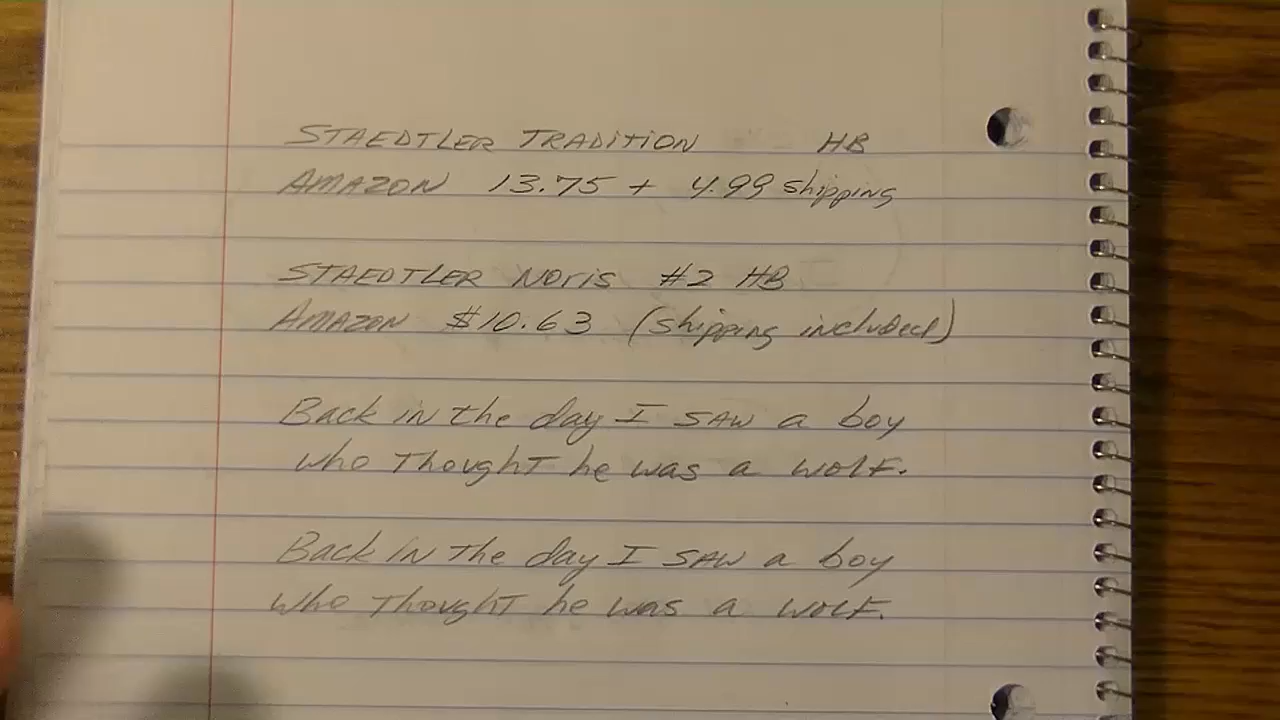 STAEDTLER TRADITION HB
AMAZON 13.75 + 4.99 shipping
STAEDTLER NORIS #2 HB
AMAZON $10.63 (shipping included)
Back in the day I SAW a boy
who Thought he was a wolf.
Back In The day I SAW a boy
who Thought he was a wolf.